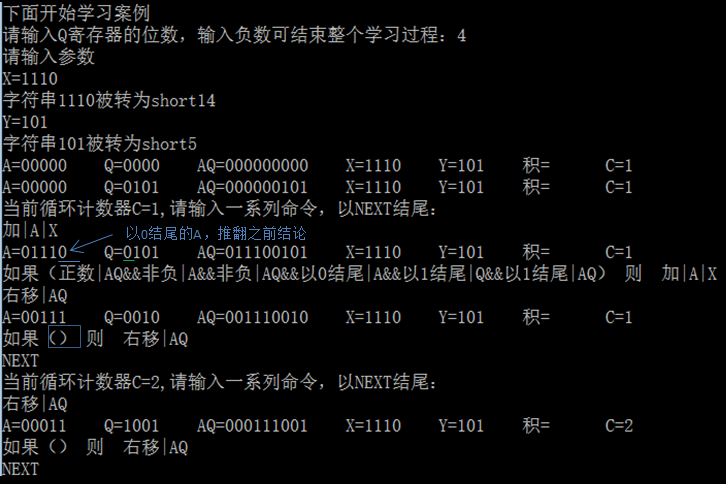 下面开始学习案例
请输入Q寄存器的位数，输入负数可结束整个学习过程：4
请输入参数
X=1110
字符串1110被转为short14
Y=101
字符串101被转为short5
A=00000 Q=0000 AQ=000000000 X=1110 Y=101 积= C=1
A=00000 Q=0101 AQ=000000101 X=1110 Y=101 积= C=1
当前循环计数器C=1,请输入一系列命令，以NEXT结尾：
加|A|X
以0结尾的A，推翻之前结论
A=01110 Q=0101 AQ=011100101 X=1110 Y=101 积= C=1
如果（正数|AQ&&非负|A&&非负|AQ&&以0结尾|A&&以1结尾|Q&&以1结尾|AQ） 则 加|A|X
右移|AQ
A=00111 Q=0010 AQ=001110010 X=1110 Y=101 积= C=1
如果（） 则 右移|AQ
NEXT
当前循环计数器C=2,请输入一系列命令，以NEXT结尾：
右移|AQ
A=00011 Q=1001 AQ=000111001 X=1110 Y=101 积= C=2
如果（） 则 右移|AQ
NEXT